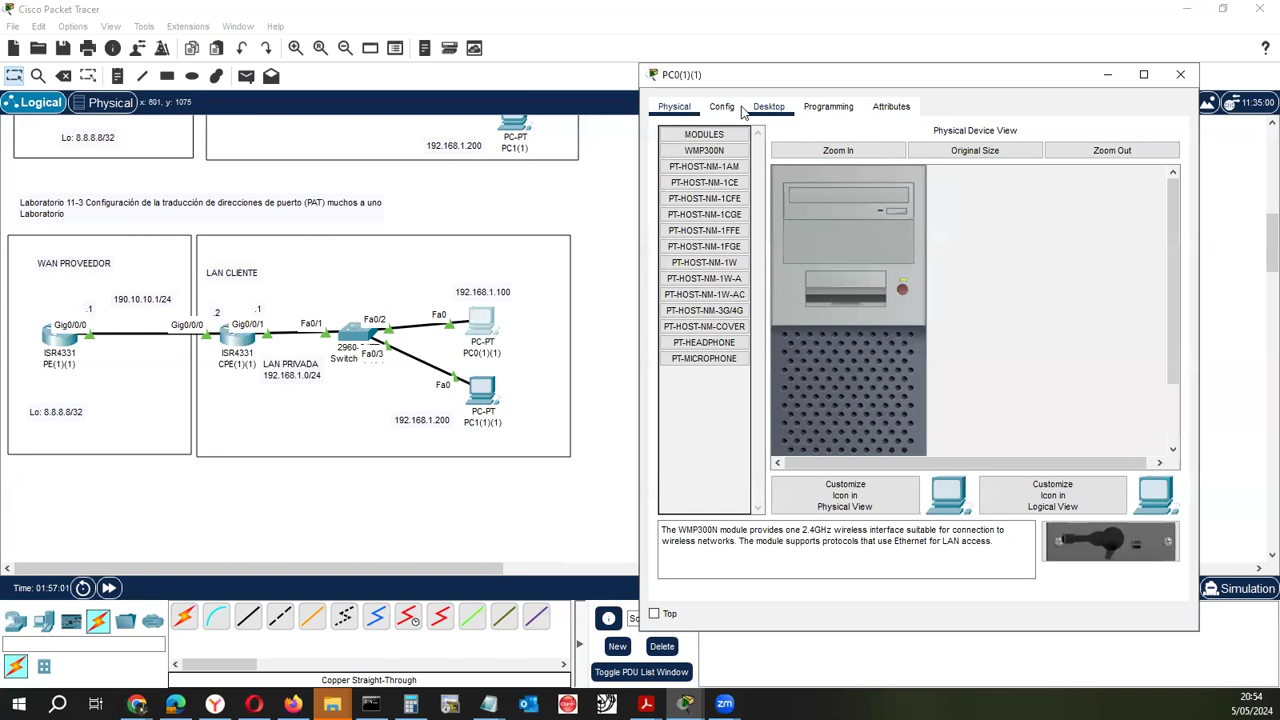 Cisco Packet Tracer
File Edit Options View Tools Extensions Window Help
?
Logical Physical x: 601, y: 1075
11:35:00
Lo: 8.8.8.8/32
192.168.1.200
PC-PT
PC1(1)
Laboratorio 11-3 Configuración de la traducción de direcciones de puerto (PAT) muchos a uno
Laboratorio
WAN PROVEEDOR
LAN CLIENTE
190.10.10.1/24
.1
.2
.1
Gig0/0/0
Gig0/0/0
Gig0/0/1
Fa0/1
Fa0/2
Fa0/3
Fa0
Fa0
192.168.1.100
ISR4331
PE(1)(1)
ISR4331
CPE(1)(1)
2960-
Switch
PC-PT
PC0(1)(1)
LAN PRIVADA
192.168.1.0/24
PC-PT
PC1(1)(1)
Lo: 8.8.8.8/32
192.168.1.200
PC0(1)(1)
Physical Config Desktop Programming Attributes
MODULES
WMP300N
PT-HOST-NM-1AM
PT-HOST-NM-1CE
PT-HOST-NM-1CFE
PT-HOST-NM-1CGE
PT-HOST-NM-1FFE
PT-HOST-NM-1FGE
PT-HOST-NM-1W
PT-HOST-NM-1W-A
PT-HOST-NM-1W-AC
PT-HOST-NM-3G/4G
PT-HOST-NM-COVER
PT-HEADPHONE
PT-MICROPHONE
Physical Device View
Zoom In Original Size Zoom Out
Customize
Icon in
Physical View
Customize
Icon in
Logical View
The WMP300N module provides one 2.4GHz wireless interface suitable for connection to
wireless networks. The module supports protocols that use Ethernet for LAN access.
Top
Time: 01:57:01
Simulation
New Delete
Toggle PDU List Window
Copper Straight-Through
20:54
5/05/2024